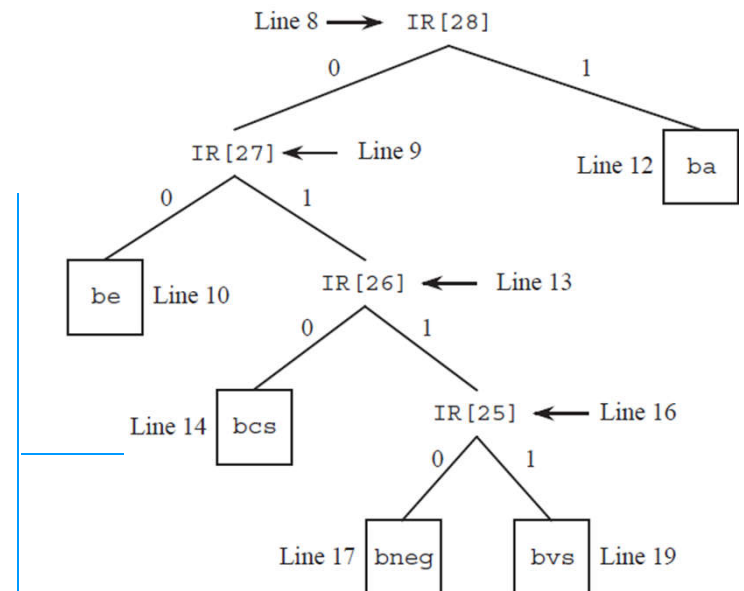 Line 8 IR[28]
0 1
IR[27] Line 9
Line 12 ba
0 1
be Line 10
IR[26] Line 13
0 1
Line 14 bcs
IR[25] Line 16
0 1
Line 17 bneg bvs Line 19